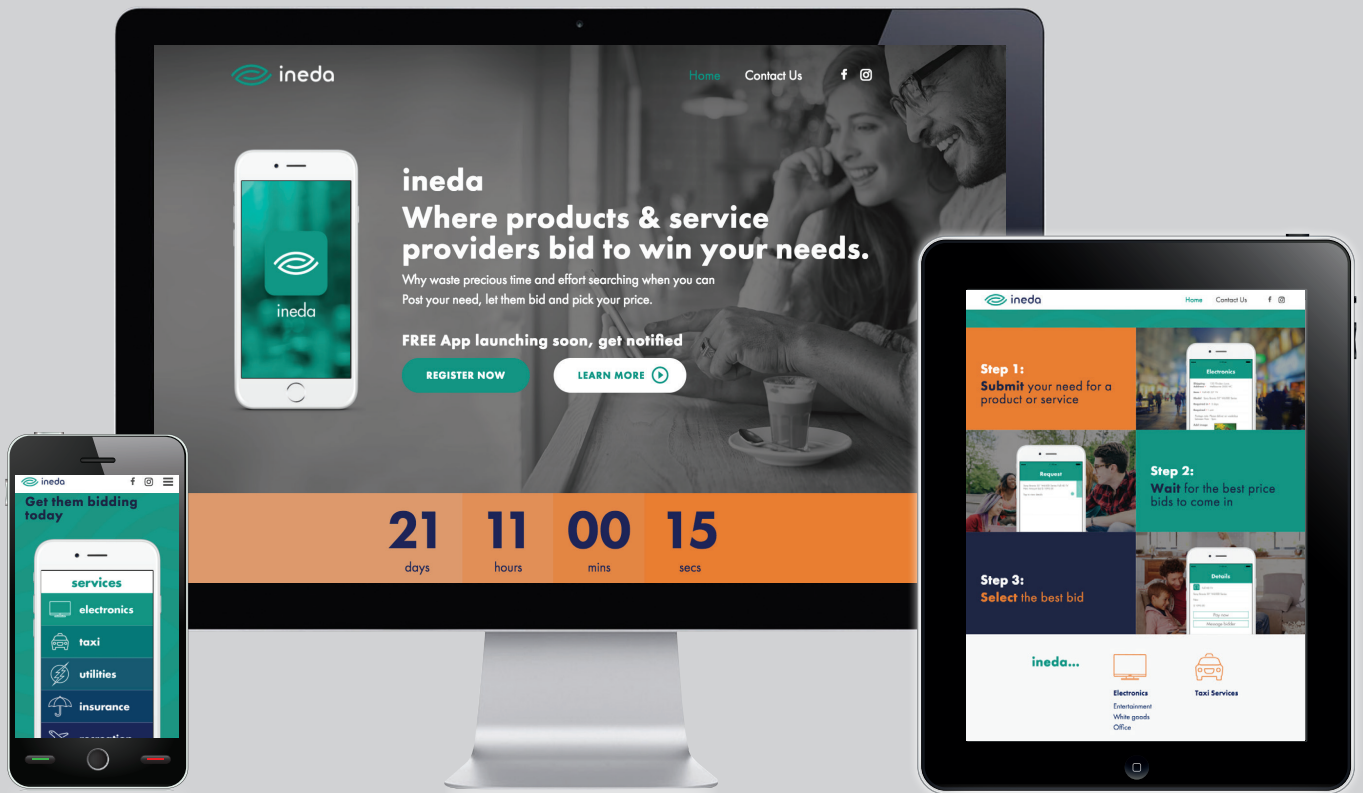 ineda
Home Contact Us
ineda
ineda
Where products & service
providers bid to win your needs.
Why waste precious time and effort searching when you can
Post your need, let them bid and pick your price.
FREE App launching soon, get notified
REGISTER NOW
LEARN MORE
21 11 00 15
days hours mins secs
ineda
Get them bidding
today
services
electronics
taxi
utilities
insurance
ineda
Home Contact Us
Step 1:
Submit your need for a
product or service
Electronics
Request
Step 2:
Wait for the best price
bids to come in
Step 3:
Select the best bid
Details
Pay now
Message Builder
ineda...
Electronics
Entertainment
White goods
Office
Taxi Services